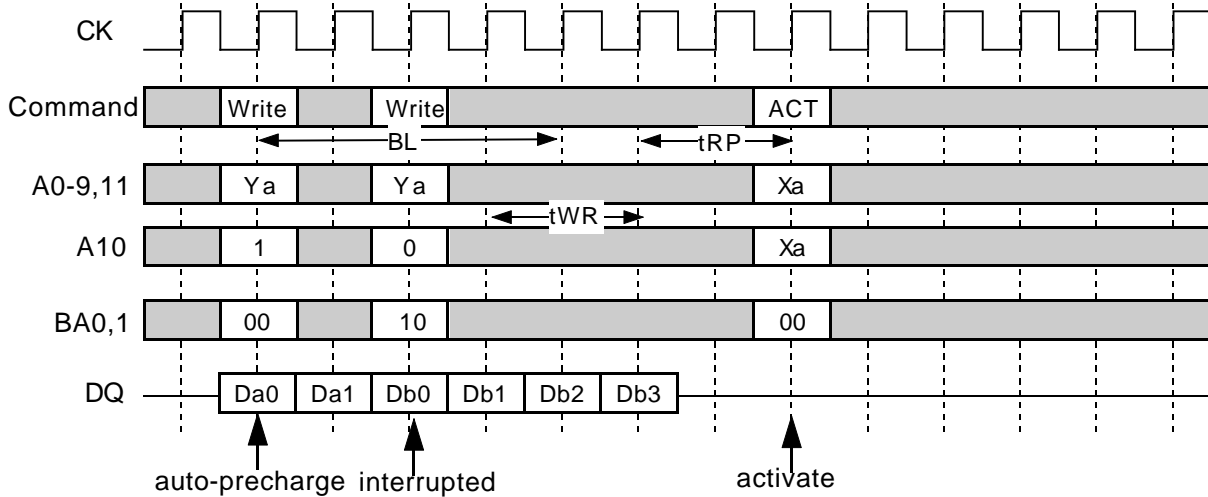 CK
Command Write Write ACT
BL tRP
A0-9,11 Ya Ya Xa
tWR
A10 1 0 Xa
BA0,1 00 10 00
DQ Da0 Da1 Db0 Db1 Db2 Db3
auto-precharge interrupted activate